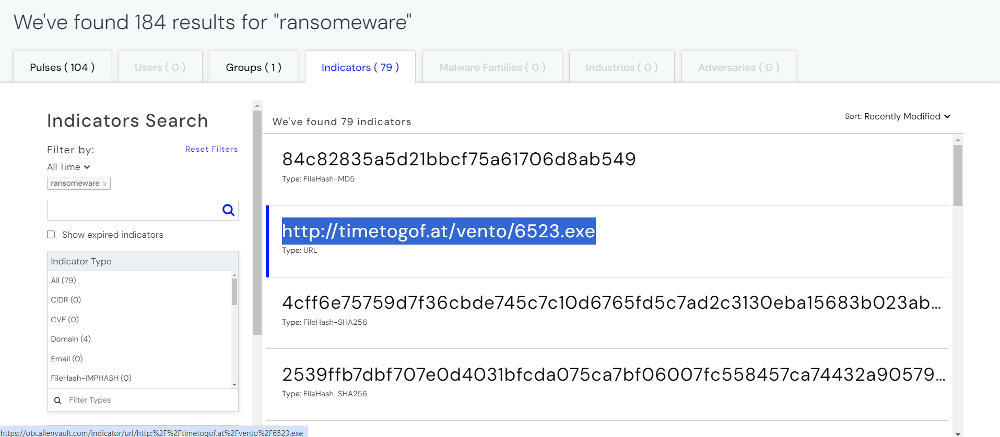 We've found 184 results for "ransomeware"
Pulses ( 104 )
Users ( 0 )
Groups ( 1 )
Indicators ( 79 )
Malware Families ( 0 )
Industries ( 0 )
Adversaries ( 0 )
Indicators Search
Filter by:
Reset Filters
All Time
ransomeware x
Show expired indicators
Indicator Type
All (79)
CIDR (0)
CVE (0)
Domain (4)
Email (0)
FileHash-IMPHASH (0)
Filter Types
We've found 79 indicators
Sort: Recently Modified
84c82835a5d21bbcf75a61706d8ab549
Type: FileHash-MD5
http://timetogof.at/vento/6523.exe
Type: URL
4cff6e75759d7f36cbde745c7c10d6765fd5c7ad2c3130eba15683b023ab...
Type: FileHash-SHA256
2539ffb7dbf707e0d4031bfcda075ca7bf06007fc558457ca74432a90579...
Type: FileHash-SHA256
https://otx.alienvault.com/indicator/url/http:%2F%2Ftimetogof.at%2Fvento%2F6523.exe